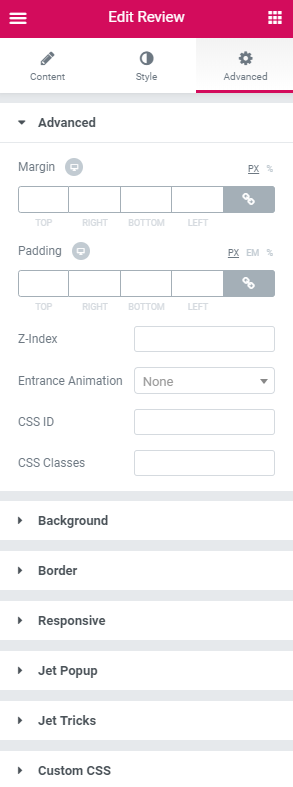 Edit Review
Content Style Advanced
Advanced
Margin PX %
TOP RIGHT BOTTOM LEFT
Padding PX EM %
TOP RIGHT BOTTOM LEFT
Z-Index
Entrance Animation None
CSS ID
CSS Classes
Background
Border
Responsive
Jet Popup
Jet Tricks
Custom CSS